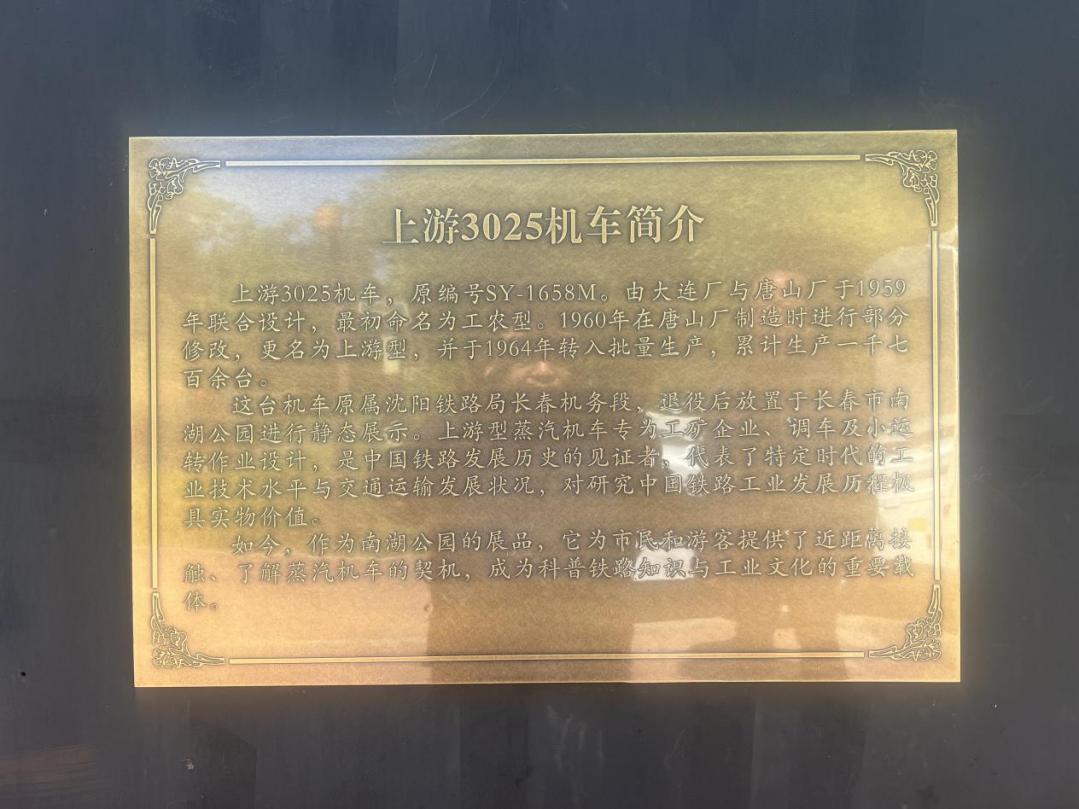 上游3025机车简介
上游3025机车，原编号SY-1658M。由大连厂与唐山厂于1959
年联合设计，最初命名为工农型。1960年在唐山厂制造时进行部分
修改，更名为上游型，并于1964年转入批量生产，累计生产一千七
百余台。
这台机车原属沈阳铁路局长春机务段，退役后放置于长春市南
湖公园进行静态展示。上游型蒸汽机车专为工矿企业、调车及小运
转作业设计，是中国铁路发展历史的见证者，代表了特定时代的工
业技术水平与交通运输发展状况，对研究中国铁路工业发展历程极
具实物价值。
如今，作为南湖公园的展品，它为市民和游客提供了近距离接
触、了解蒸汽机车的契机，成为科普铁路知识与工业文化的重要载
体。